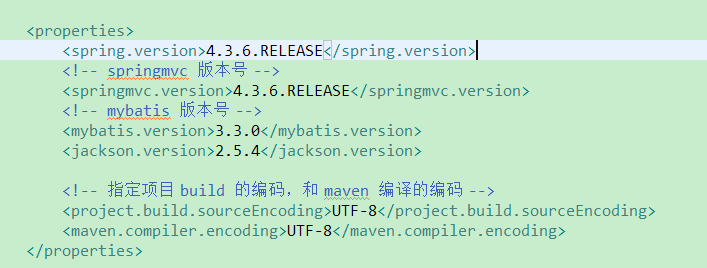 <properties>
<spring.version>4.3.6.RELEASE</spring.version>
<!-- springmvc 版本号 -->
<springmvc.version>4.3.6.RELEASE</springmvc.version>
<!-- mybatis 版本号 -->
<mybatis.version>3.3.0</mybatis.version>
<jackson.version>2.5.4</jackson.version>
<!-- 指定项目 build 的编码，和 maven 编译的编码 -->
<project.build.sourceEncoding>UTF-8</project.build.sourceEncoding>
<maven.compiler.encoding>UTF-8</maven.compiler.encoding>
</properties>